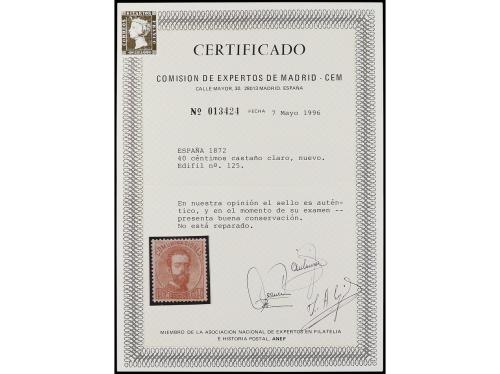 CERTIFICADO
COMISION DE EXPERTOS DE MADRID - CEM
CALLE MAYOR, 30. 28013 MADRID. ESPAÑA
Nº 013424 FECHA 7 Mayo 1996
ESPAÑA 1872
40 céntimos castaño claro, nuevo.
Edifil nº. 125.
En nuestra opinión el sello es autén-
tico, y en el momento de su examen --
presenta buena conservación.
No está reparado.
MIEMBRO DE LA ASOCIACION NACIONAL DE EXPERTOS EN FILATELIA
E HISTORIA POSTAL. ANEF